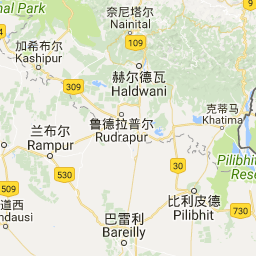 nal Park
奈尼塔尔
Nainital
109
加希布尔
Kashipur
赫尔德瓦
Haldwani
309
鲁德拉普尔
Rudrapur
克蒂马
Khatima
兰布尔
Rampur
30
Pilibhit
Rese
509
530
道西
ndausi
比利皮德
Pilibhit
730
巴雷利
Bareilly